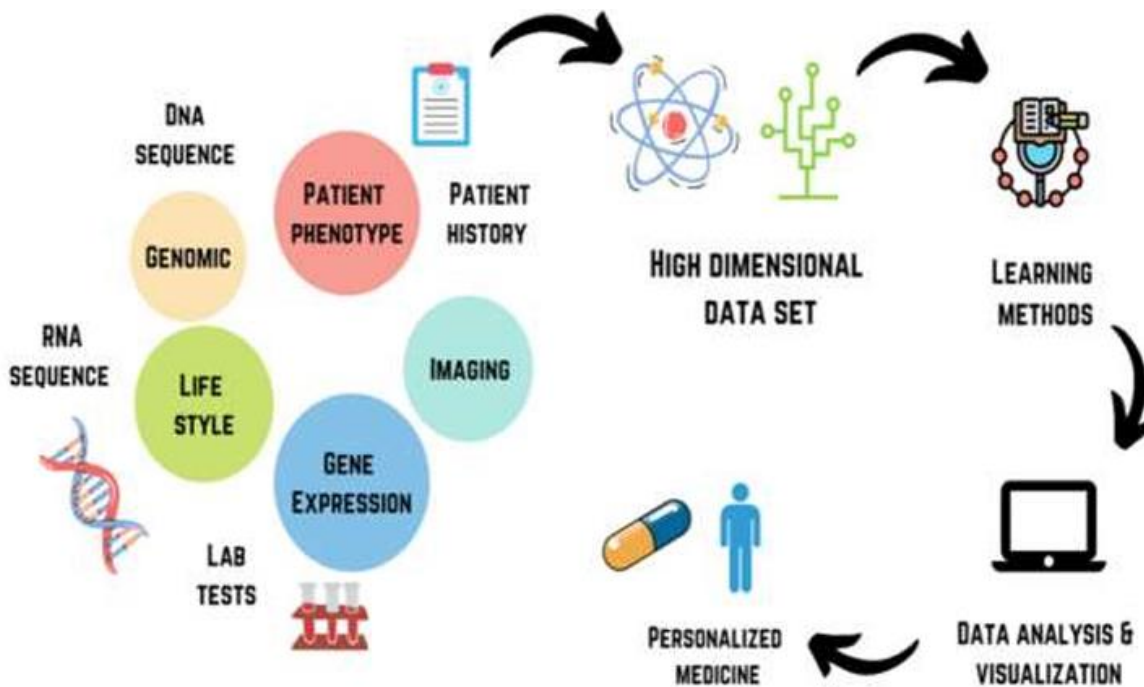 DNA
SEQUENCE
PATIENT
PHENOTYPE
PATIENT
HISTORY
GENOMIC
RNA
SEQUENCE
LIFE
STYLE
IMAGING
GENE
EXPRESSION
LAB
TESTS
HIGH DIMENSIONAL
DATA SET
LEARNING
METHODS
DATA ANALYSIS &
VISUALIZATION
PERSONALIZED
MEDICINE